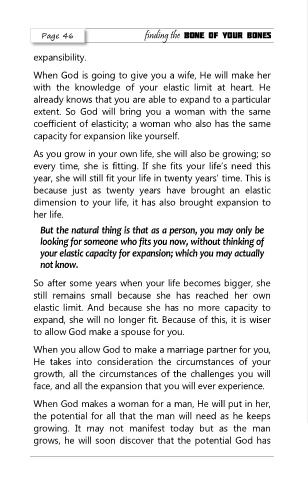 Page 46
finding the BONE OF YOUR BONES
expansibility.
When God is going to give you a wife, He will make her
with the knowledge of your elastic limit at heart. He
already knows that you are able to expand to a particular
extent. So God will bring you a woman with the same
coefficient of elasticity; a woman who also has the same
capacity for expansion like yourself.
As you grow in your own life, she will also be growing; so
every time, she is fitting. If she fits your life's need this
year, she will still fit your life in twenty years' time. This is
because just as twenty years have brought an elastic
dimension to your life, it has also brought expansion to
her life.
But the natural thing is that as a person, you may only be
looking for someone who fits you now, without thinking of
your elastic capacity for expansion; which you may actually
not know.
So after some years when your life becomes bigger, she
still remains small because she has reached her own
elastic limit. And because she has no more capacity to
expand, she will no longer fit. Because of this, it is wiser
to allow God make a spouse for you.
When you allow God to make a marriage partner for you,
He takes into consideration the circumstances of your
growth, all the circumstances of the challenges you will
face, and all the expansion that you will ever experience.
When God makes a woman for a man, He will put in her,
the potential for all that the man will need as he keeps
growing. It may not manifest today but as the man
grows, he will soon discover that the potential God has